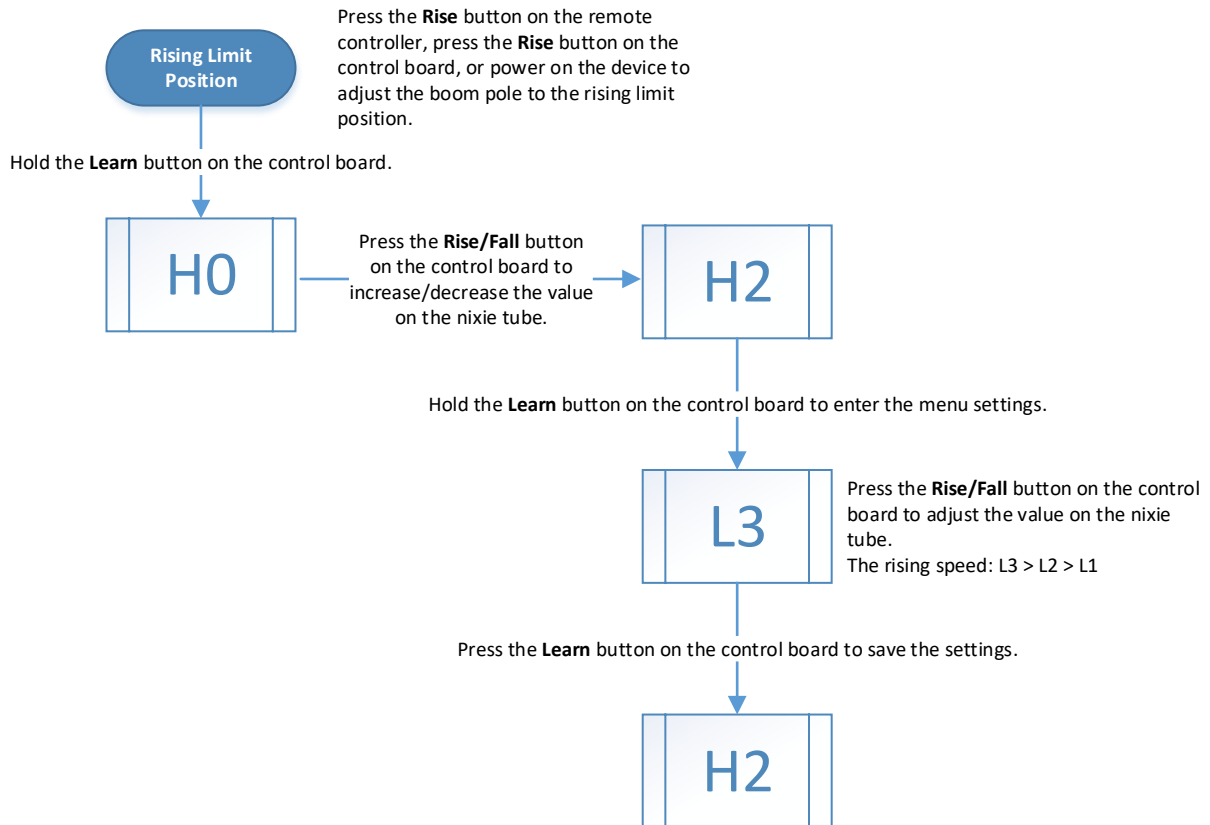 Rising Limit
Position
Press the Rise button on the remote
controller, press the Rise button on the
control board, or power on the device to
adjust the boom pole to the rising limit
position.
Hold the Learn button on the control board.
H0
Press the Rise/Fall button
on the control board to
increase/decrease the value
on the nixie tube.
H2
Hold the Learn button on the control board to enter the menu settings.
L3
Press the Rise/Fall button on the control
board to adjust the value on the nixie
tube.
The rising speed: L3 > L2 > L1
Press the Learn button on the control board to save the settings.
H2